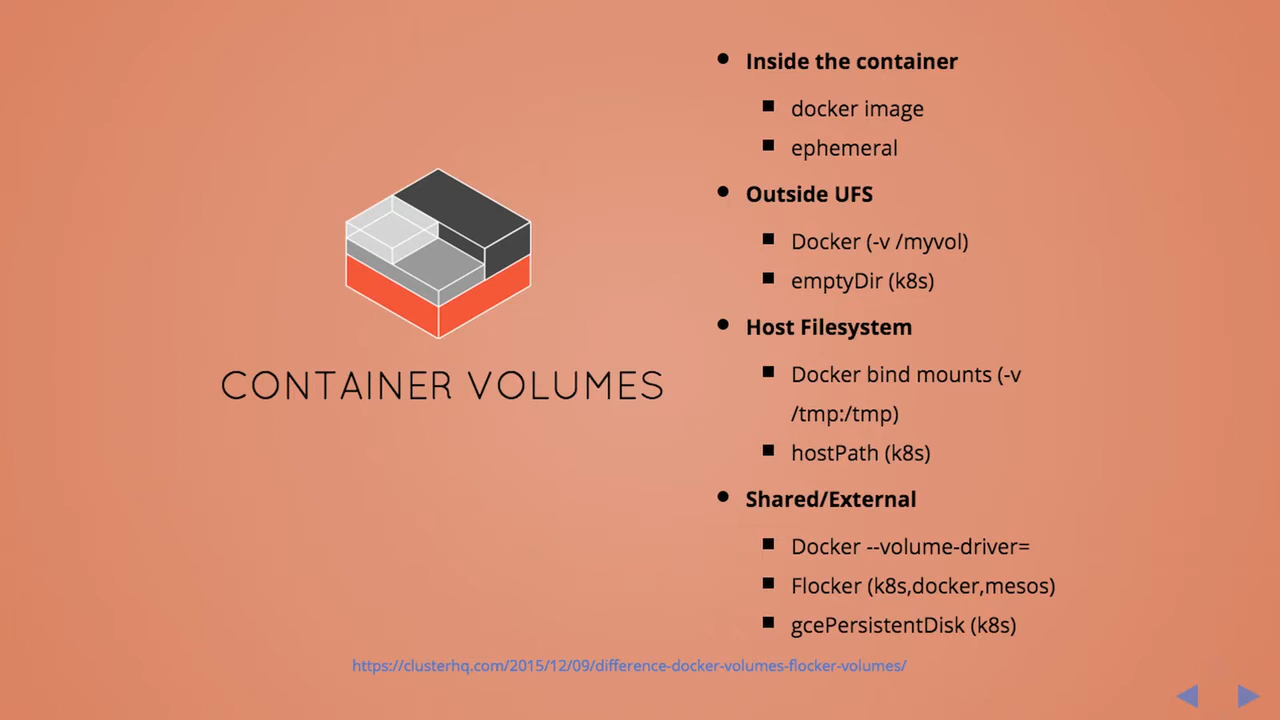 CONTAINER VOLUMES
Inside the container
docker image
ephemeral
Outside UFS
Docker (-v /myvol)
emptyDir (k8s)
Host Filesystem
Docker bind mounts (-v
/tmp:/tmp)
hostPath (k8s)
Shared/External
Docker --volume-driver=
Flocker (k8s,docker,mesos)
gcePersistentDisk (k8s)
https://clusterhq.com/2015/12/09/difference-docker-volumes-flocker-volumes/